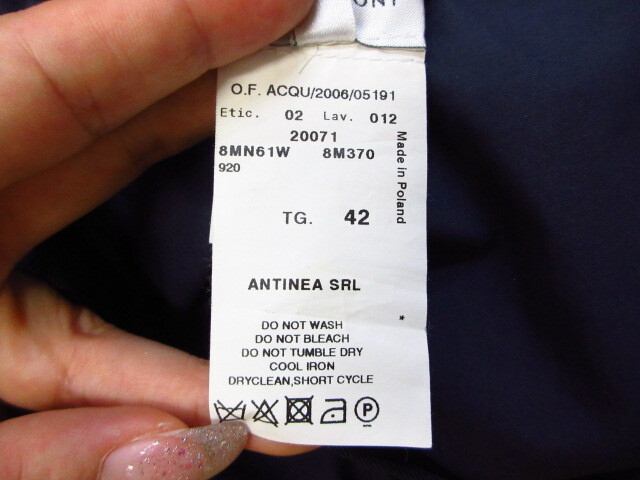 O.F. ACQU/2006/05191
Etic. 02 Lav. 012
20071
8MN61W 8M370
920
Made in Poland
TG. 42
ANTINEA SRL
*
DO NOT WASH
DO NOT BLEACH
DO NOT TUMBLE DRY
COOL IRON
DRYCLEAN,SHORT CYCLE
P